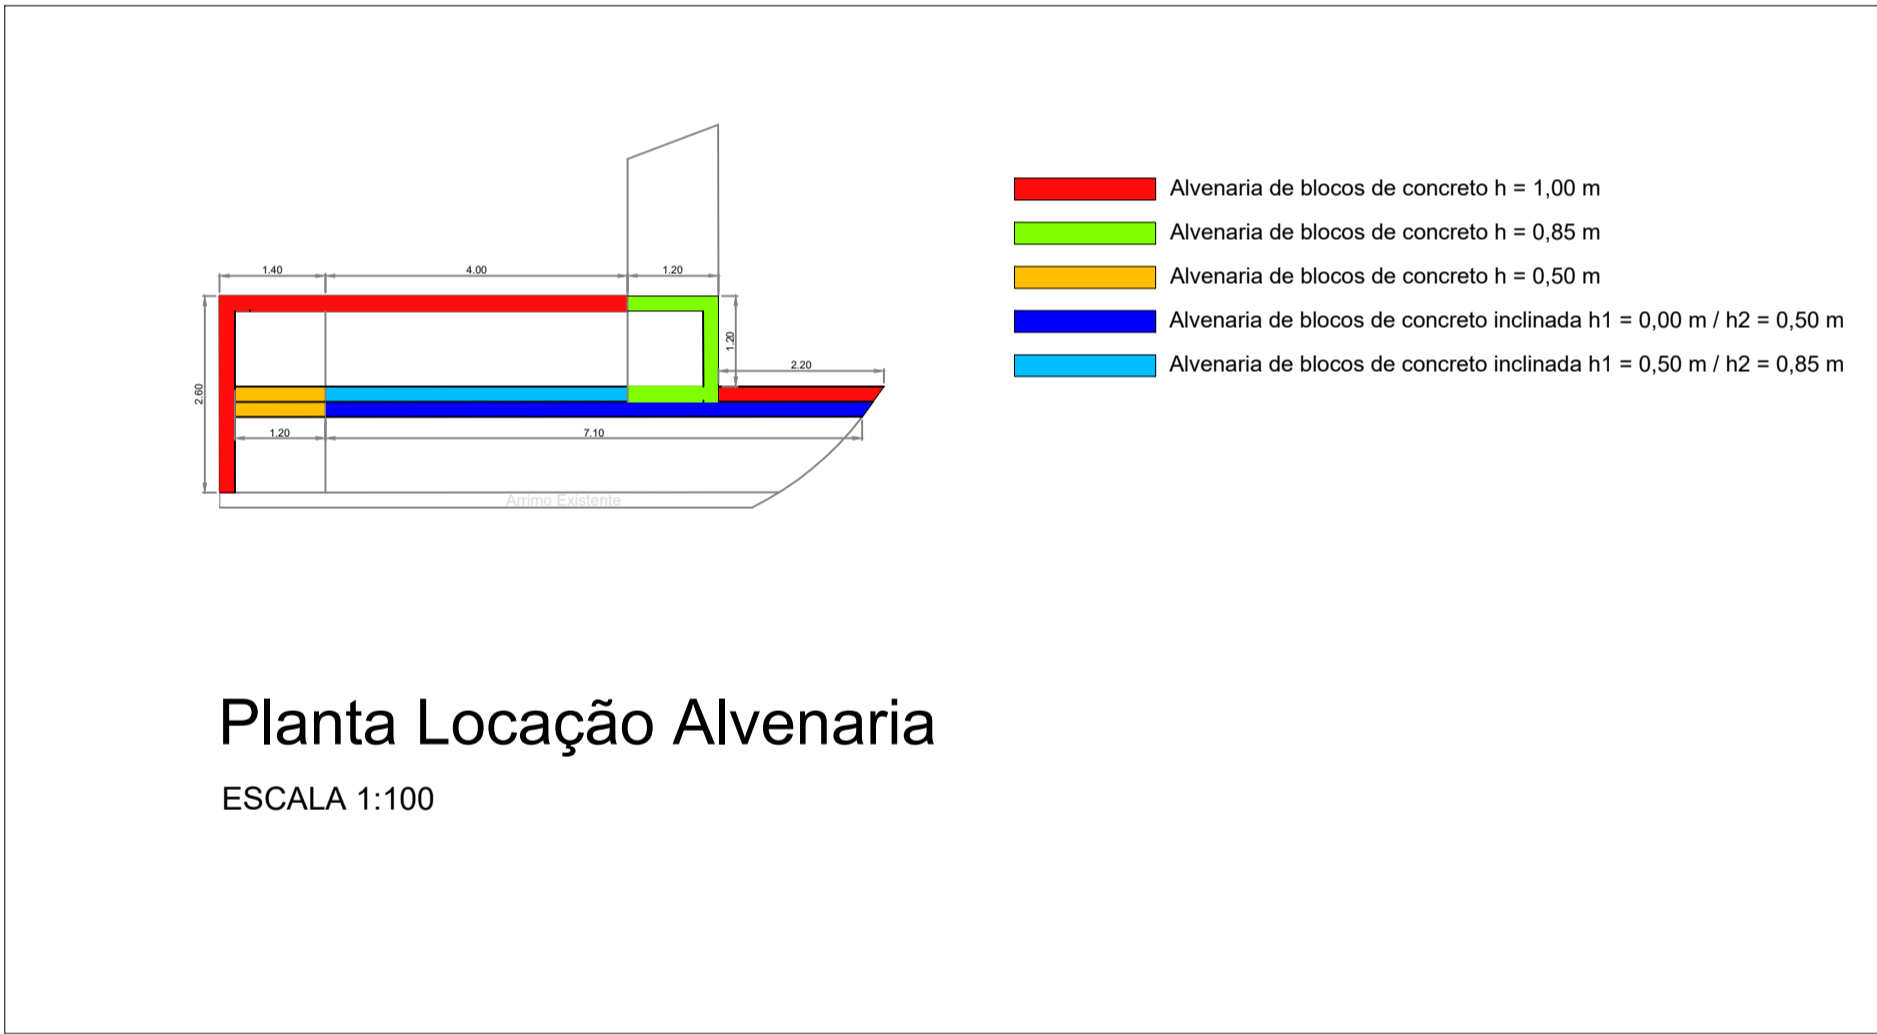 Alvenaria de blocos de concreto h = 1,00 m
Alvenaria de blocos de concreto h = 0,85 m
Alvenaria de blocos de concreto h = 0,50 m
Alvenaria de blocos de concreto inclinada h1 = 0,00 m / h2 = 0,50 m
Alvenaria de blocos de concreto inclinada h1 = 0,50 m / h2 = 0,85 m
1.40
4.00
1.20
1.20
2.20
2.60
1.20
7.10
Arrimo Existente
Planta Locação Alvenaria
ESCALA 1:100